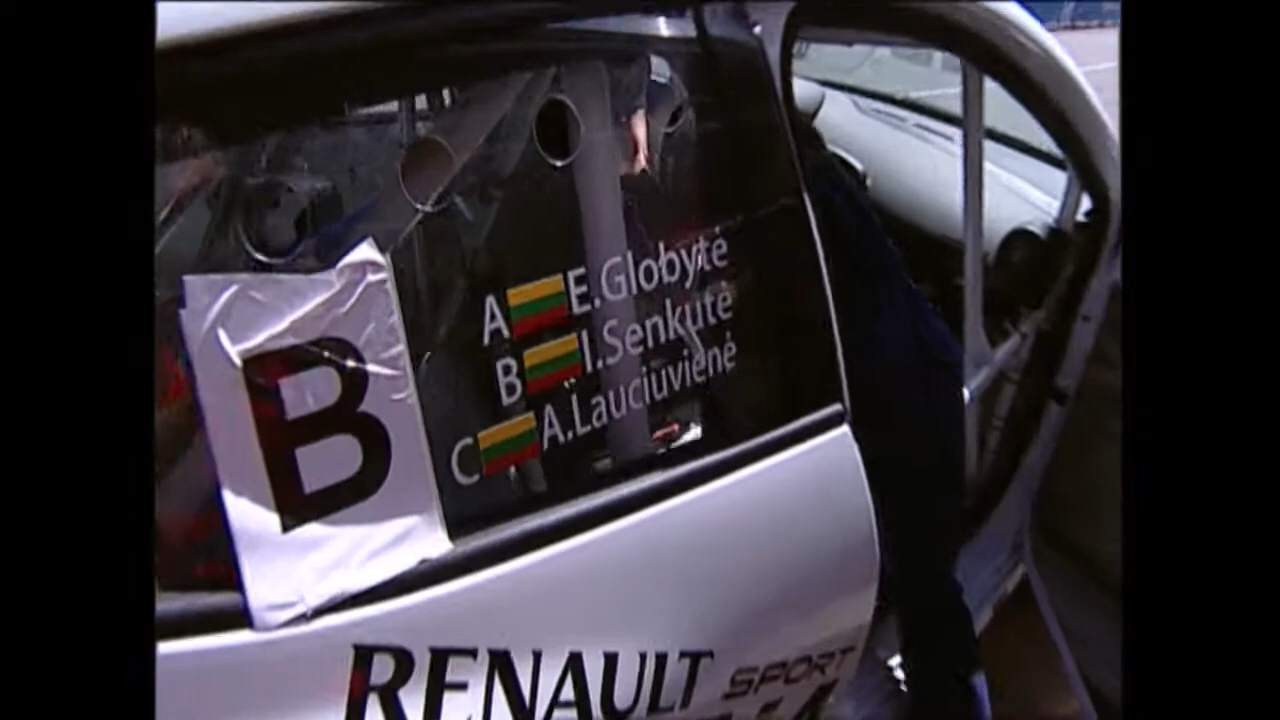 A E.Globytė
B I.Senkutė
C A.Lauciuvienė
B
RENAULT SPORT